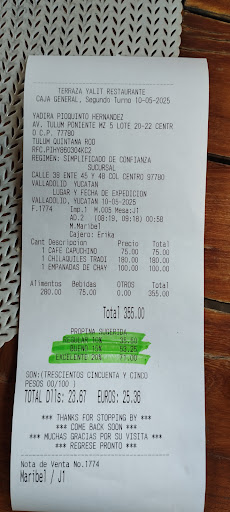 TERRAZA YALIT RESTAURANTE
CAJA GENERAL, Segundo Turno 10-05-2025
YADIRA PIOQUINTO HERNANDEZ
AV. TULUM PONIENTE MZ 5 LOTE 20-22 CENTR
O C.P. 77780
TULUM QUINTANA ROO
RFC.PIHY860304KC2
REGIMEN: SIMPLIFICADO DE CONFIANZA
SUCURSAL
CALLE 38 ENTE 45 Y 48 COL CENTRO 97780
VALLADOLID YUCATAN
LUGAR Y FECHA DE EXPEDICION
VALLADOLID, YUCATAN 10-05-2025
F.1774 Imp.1 M.005 Mesa:J1
AD.2 (08:19, 09:10) 00:50
M.Maribel
Cajero: Erika
Cant Descripcion Precio Total
1 CAFE CAPUCHINO 75.00 75.00
1 CHILAQUILES TRADI 180.00 180.00
1 EMPANADAS DE CHAY 100.00 100.00
Alimentos Bebidas OTROS Total
280.00 75.00 0.00 355.00
Total 355.00
PROPINA SUGERIDA
REGULAR 10% 35.50
BUENO 15% 53.25
EXCELENTE 20% 71.00
SON:(TRESCIENTOS CINCUENTA Y CINCO
PESOS 00/100 )
TOTAL Dlls: 23.67 EUROS: 25.36
*** THANKS FOR STOPPING BY ***
*** COME BACK SOON ***
*** MUCHAS GRACIAS POR SU VISITA ***
*** REGRESE PRONTO ***
Nota de Venta No.1774
Maribel / J1